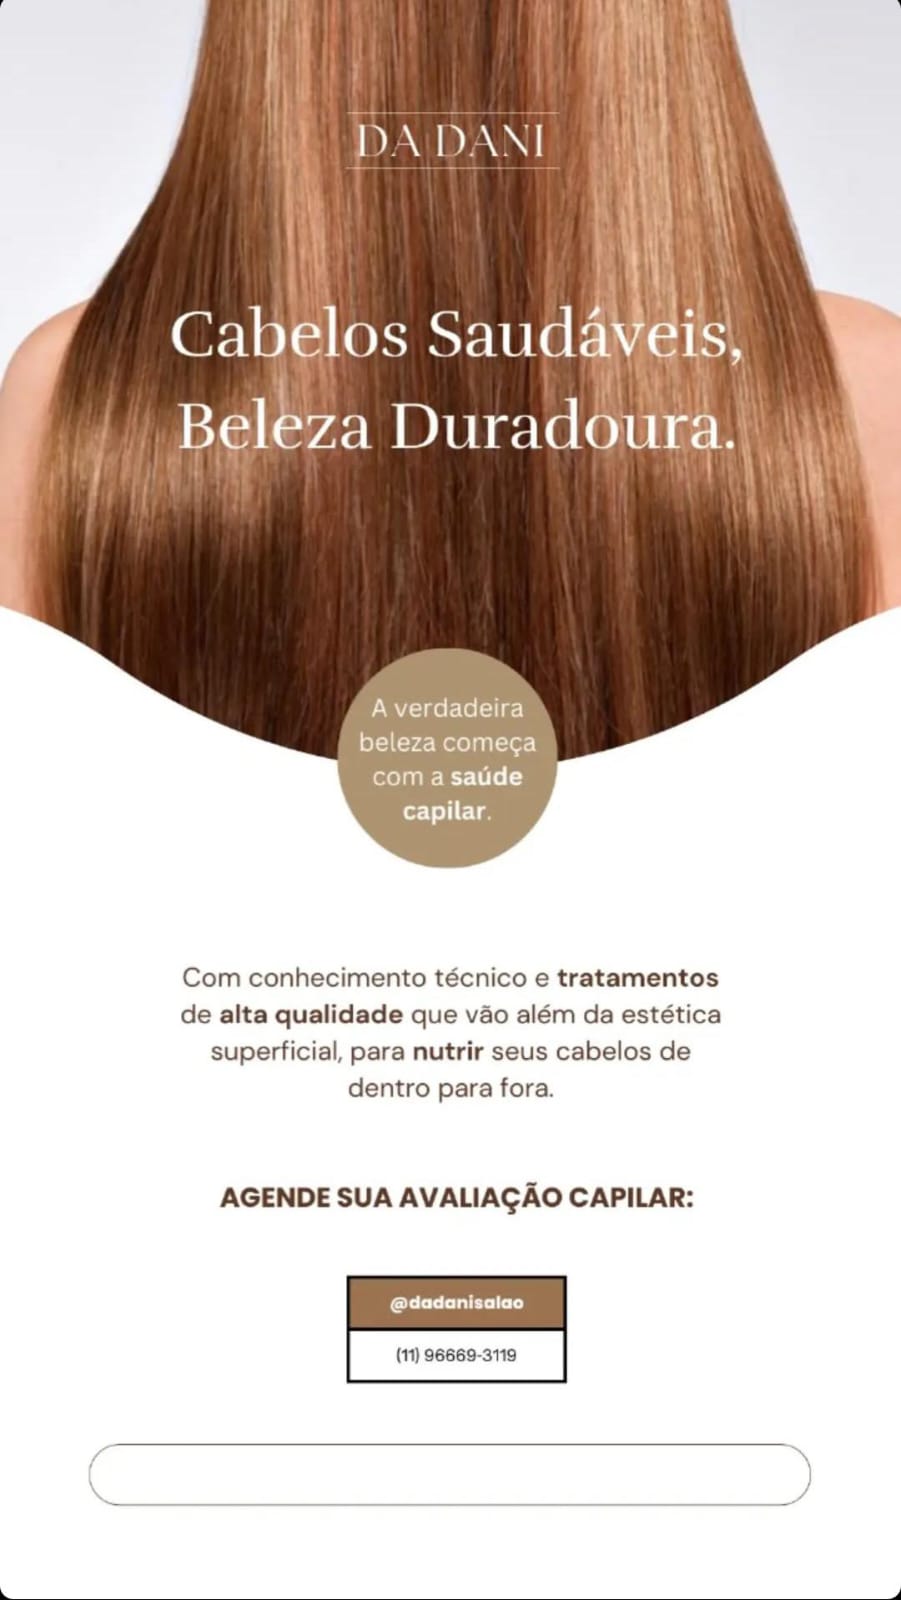 DA DANI
Cabelos Saudáveis,
Beleza Duradoura.
A verdadeira
beleza começa
com a saúde
capilar.
Com conhecimento técnico e tratamentos
de alta qualidade que vão além da estética
superficial, para nutrir seus cabelos de
dentro para fora.
AGENDE SUA AVALIAÇÃO CAPILAR:
@dadanisalao
(11) 96669-3119